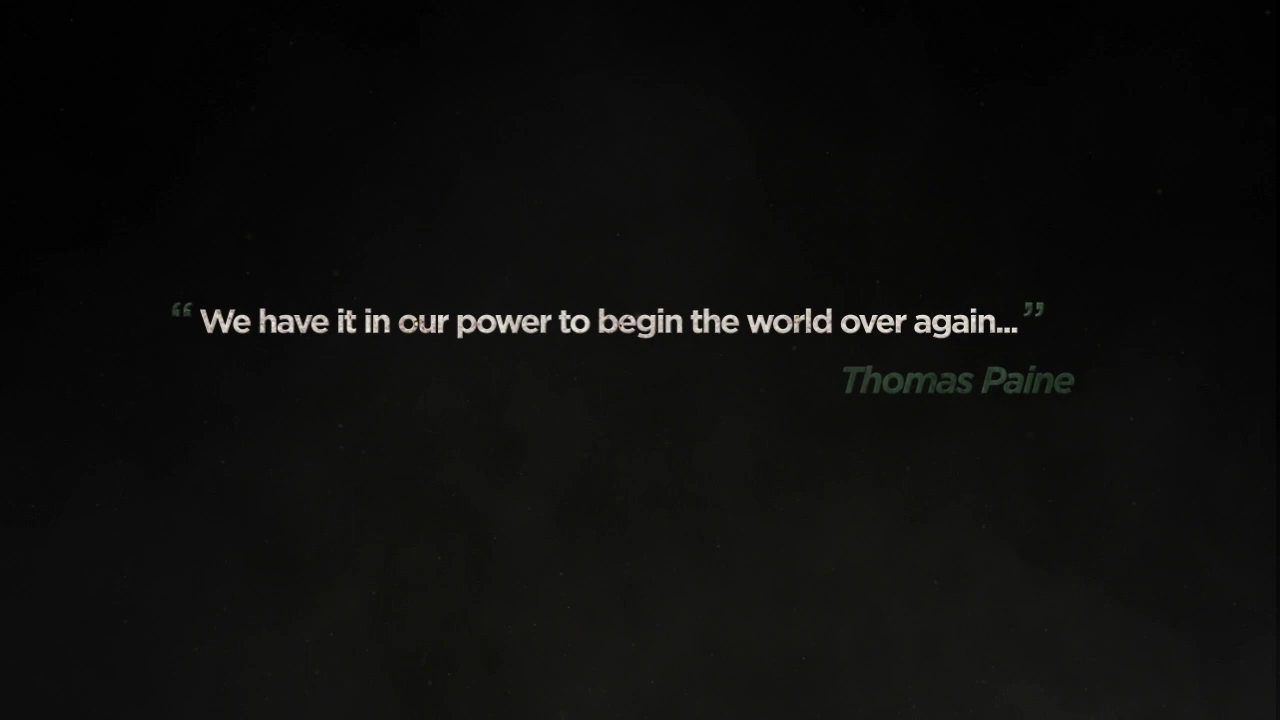 “ We have it in our power to begin the world over again... ”
Thomas Paine